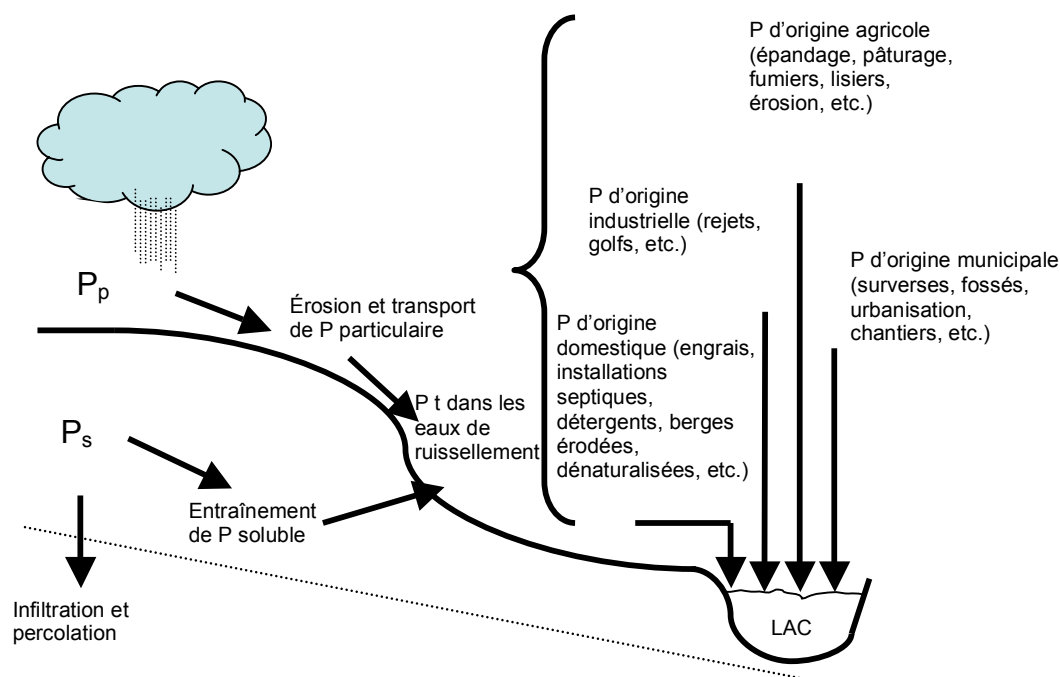 P d'origine agricole
(épandage, pâturage,
fumiers, lisiers,
érosion, etc.)
P d'origine
industrielle (rejets,
golfs, etc.)
P d'origine municipale
(surverses, fossés,
urbanisation,
chantiers, etc.)
Pp
Érosion et transport
de P particulaire
P d'origine
domestique (engrais,
installations
septiques,
détergents, berges
érodées,
dénaturalisées, etc.)
P t dans les
eaux de
ruissellement
Ps
Entraînement
de P soluble
Infiltration et
percolation
LAC